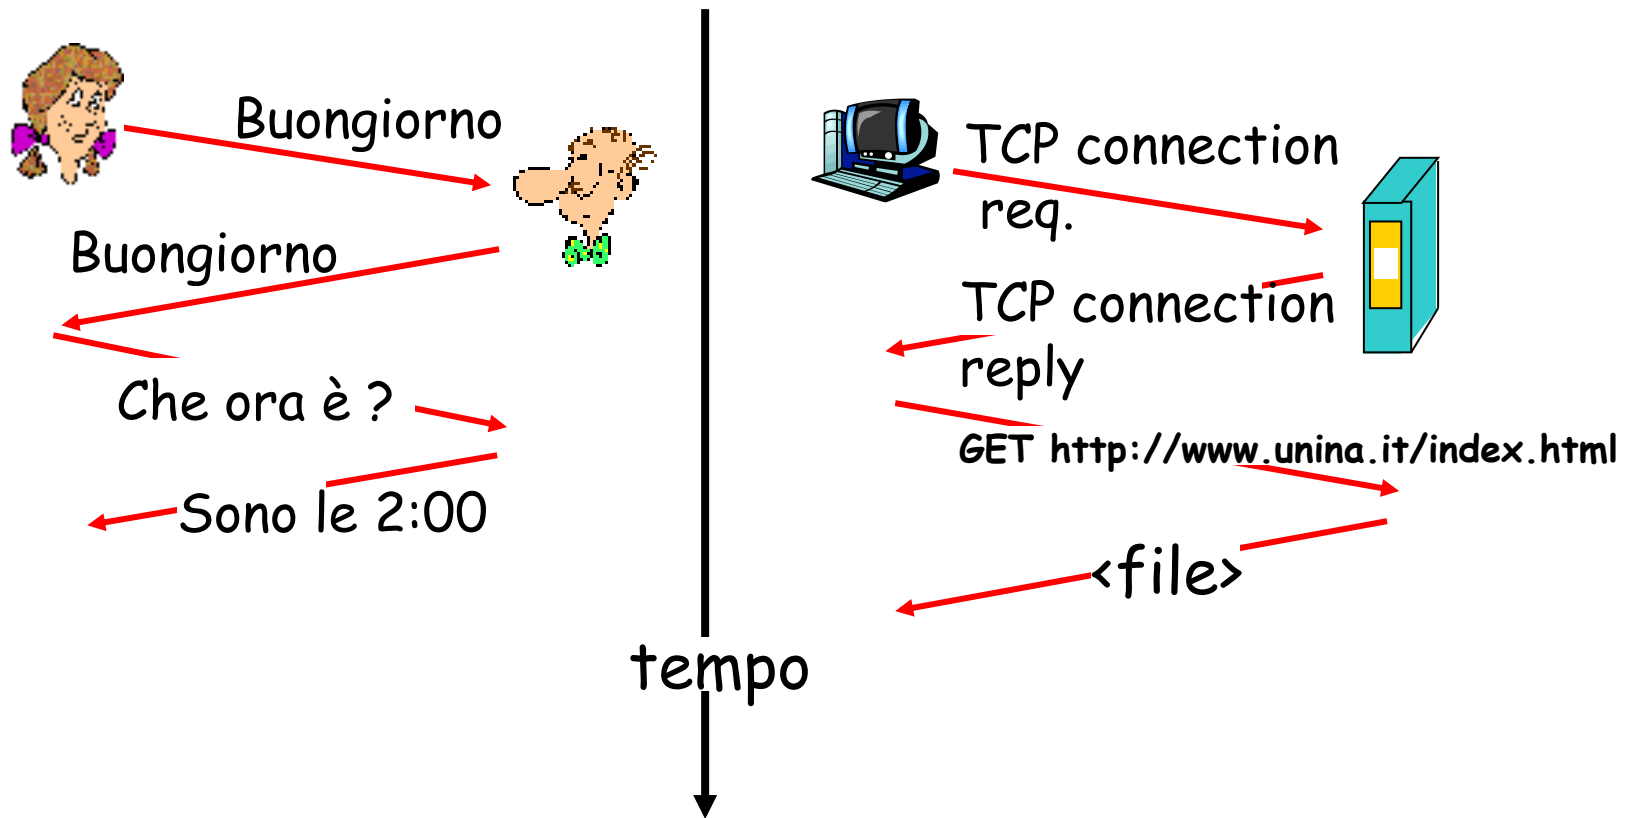 Buongiorno
Buongiorno
Che ora è ?
Sono le 2:00
tempo
TCP connection
req.
TCP connection
reply
GET http://www.unina.it/index.html
<file>